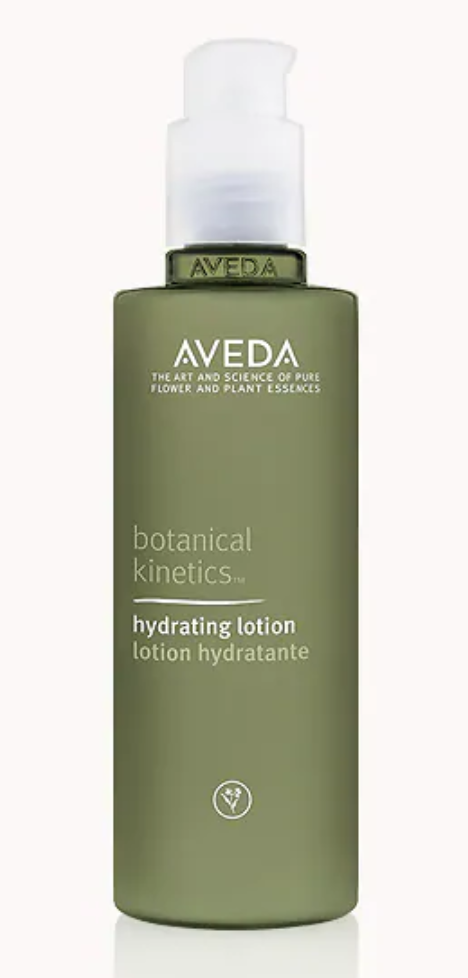 AVEDA
AVEDA
THE ART AND SCIENCE OF PURE
FLOWER AND PLANT ESSENCES
botanical
kinetics™
hydrating lotion
lotion hydratante